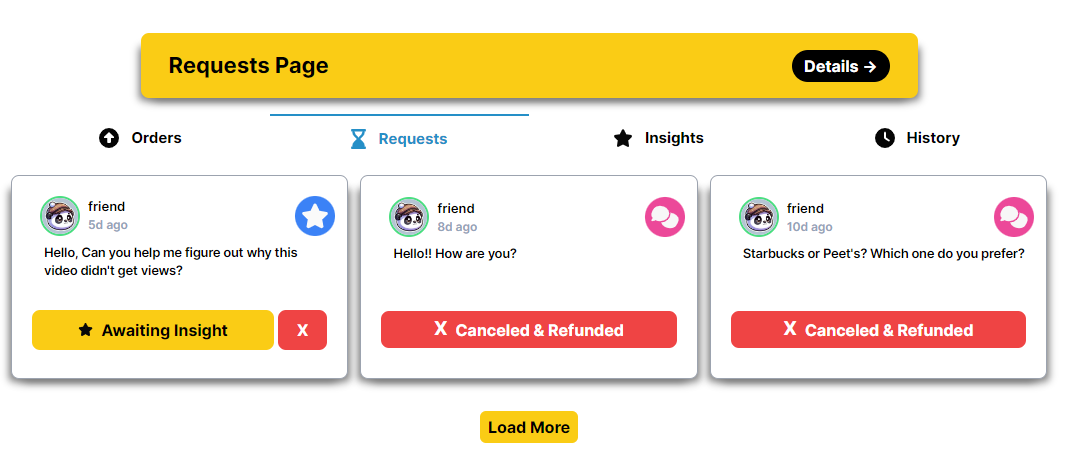 Requests Page
Details →
Orders
Requests
Insights
History
friend
5d ago
Hello, Can you help me figure out why this
video didn't get views?
Awaiting Insight
X
friend
8d ago
Hello!! How are you?
X Canceled & Refunded
friend
10d ago
Starbucks or Peet's? Which one do you prefer?
X Canceled & Refunded
Load More